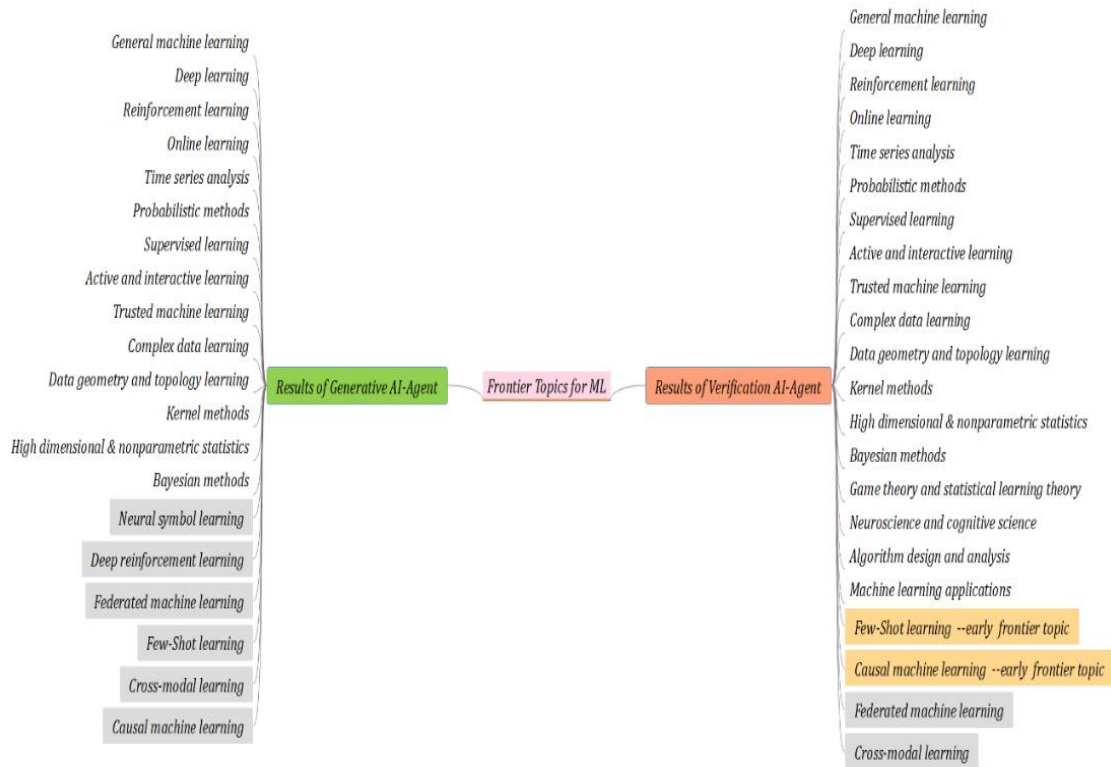 General machine learning
Deep learning
Reinforcement learning
Online learning
Time series analysis
Probabilistic methods
Supervised learning
Active and interactive learning
Trusted machine learning
Complex data learning
Data geometry and topology learning
Kernel methods
High dimensional & nonparametric statistics
Bayesian methods
Neural symbol learning
Deep reinforcement learning
Federated machine learning
Few-Shot learning
Cross-modal learning
Causal machine learning
Results of Generative AI-Agent
Frontier Topics for ML
Results of Verification AI-Agent
General machine learning
Deep learning
Reinforcement learning
Online learning
Time series analysis
Probabilistic methods
Supervised learning
Active and interactive learning
Trusted machine learning
Complex data learning
Data geometry and topology learning
Kernel methods
High dimensional & nonparametric statistics
Bayesian methods
Game theory and statistical learning theory
Neuroscience and cognitive science
Algorithm design and analysis
Machine learning applications
Few-Shot learning --early frontier topic
Causal machine learning --early frontier topic
Federated machine learning
Cross-modal learning